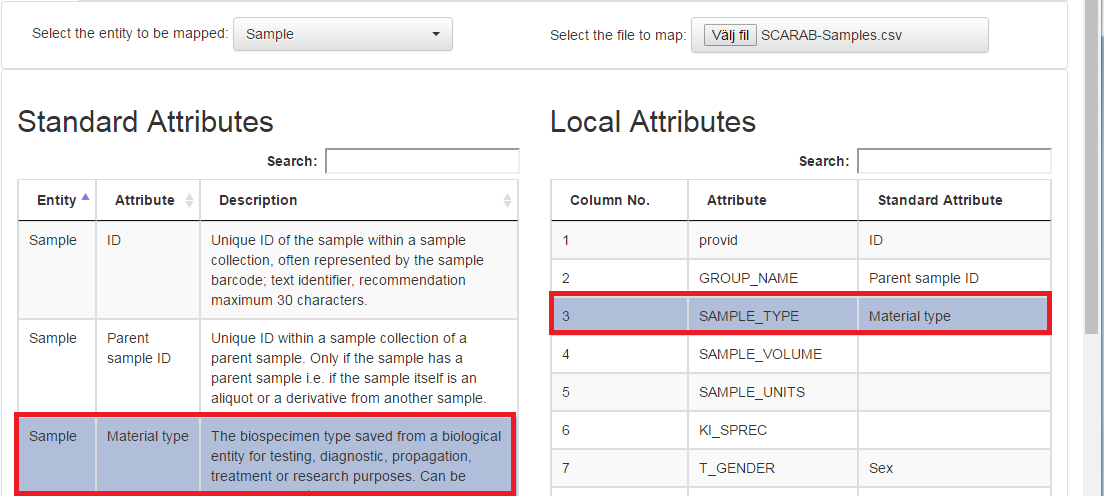 Select the entity to be mapped: Sample
Select the file to map: Välj fil SCARAB-Samples.csv
Standard Attributes
Search:
Entity Attribute Description
Sample ID Unique ID of the sample within a sample
collection, often represented by the sample
barcode; text identifier, recommendation
maximum 30 characters.
Sample Parent Unique ID within a sample collection of a
sample ID parent sample. Only if the sample has a
parent sample i.e. if the sample itself is an
aliquot or a derivative from another sample.
Sample Material type The biospecimen type saved from a biological
entity for testing, diagnostic, propagation,
treatment or research purposes. Can be
Local Attributes
Search:
Column No. Attribute Standard Attribute
1 provid ID
2 GROUP_NAME Parent sample ID
3 SAMPLE_TYPE Material type
4 SAMPLE_VOLUME
5 SAMPLE_UNITS
6 KI_SPREC
7 T_GENDER Sex